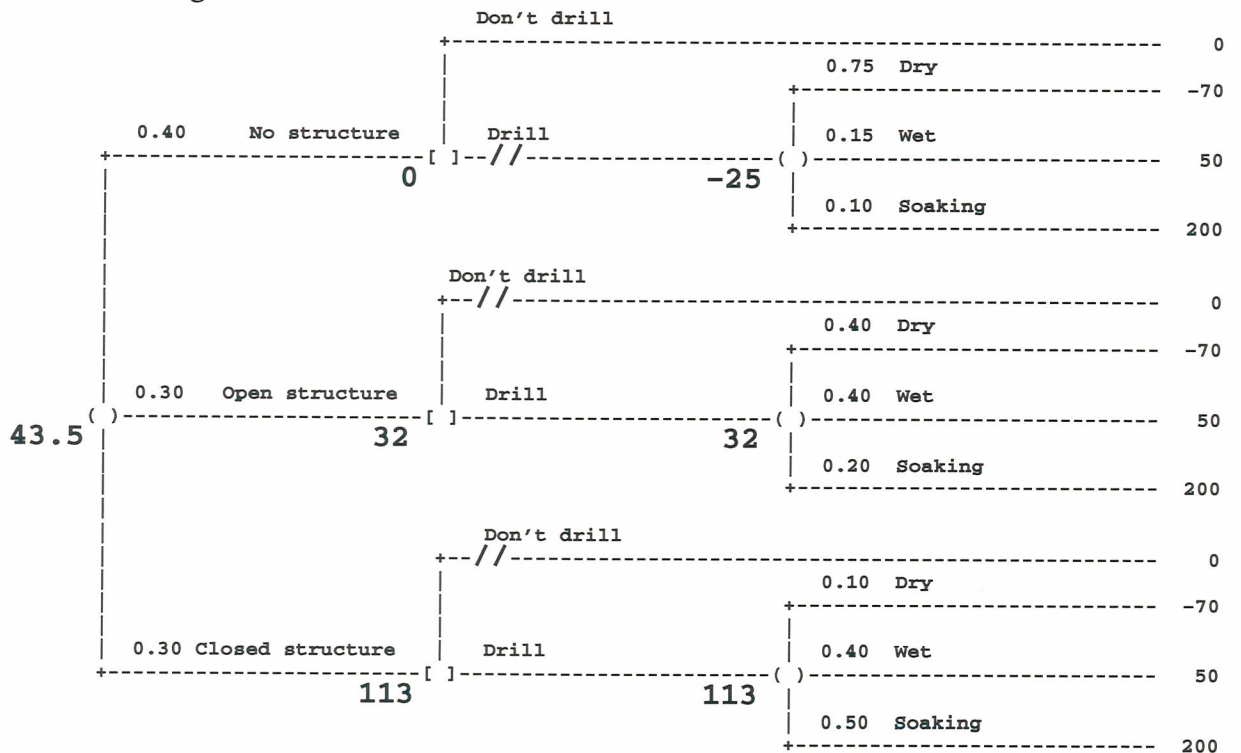 Don't drill
0
0.75 Dry
-70
0.40 No structure
Drill
0.15 Wet
[ ] // ( ) 50
0 -25
0.10 Soaking
200
Don't drill
// 0
0.40 Dry
-70
0.30 Open structure
Drill
0.40 Wet
( ) [ ] ( ) 50
43.5 32 32
0.20 Soaking
200
Don't drill
// 0
0.10 Dry
-70
0.30 Closed structure
Drill
0.40 Wet
[ ] ( ) 50
113 113
0.50 Soaking
200